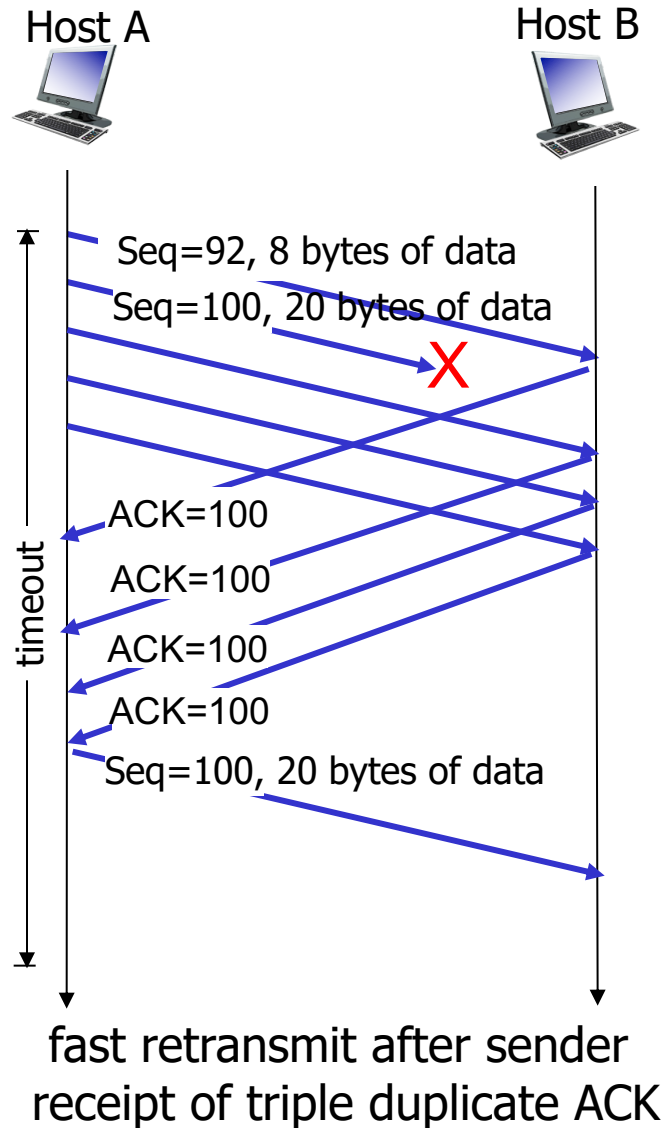 Host A
Host B
Seq=92, 8 bytes of data
Seq=100, 20 bytes of data
X
ACK=100
ACK=100
ACK=100
ACK=100
timeout
Seq=100, 20 bytes of data
fast retransmit after sender
receipt of triple duplicate ACK